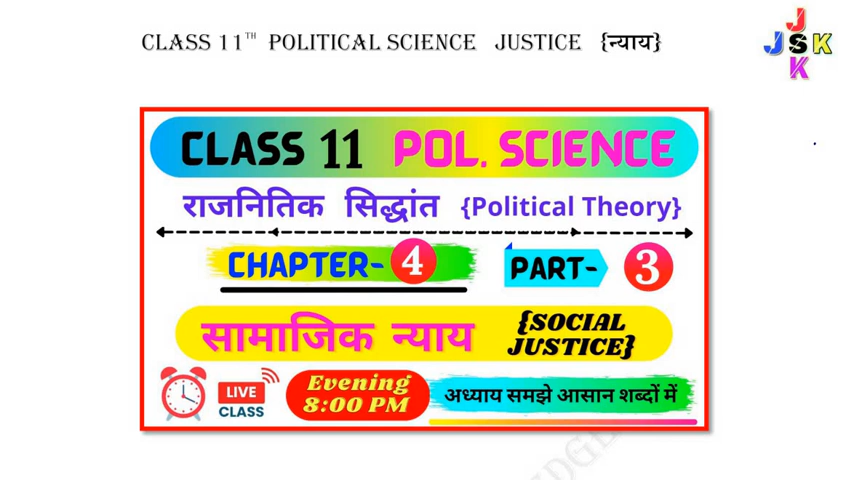 CLASS 11TH POLITICAL SCIENCE JUSTICE {न्याय}
J
JSK
K
CLASS 11 POL. SCIENCE
राजनितिक सिद्धांत {Political Theory}
CHAPTER- 4 PART- 3
सामाजिक न्याय {SOCIAL JUSTICE}
LIVE CLASS
Evening
8:00 PM
अध्याय समझे आसान शब्दों में